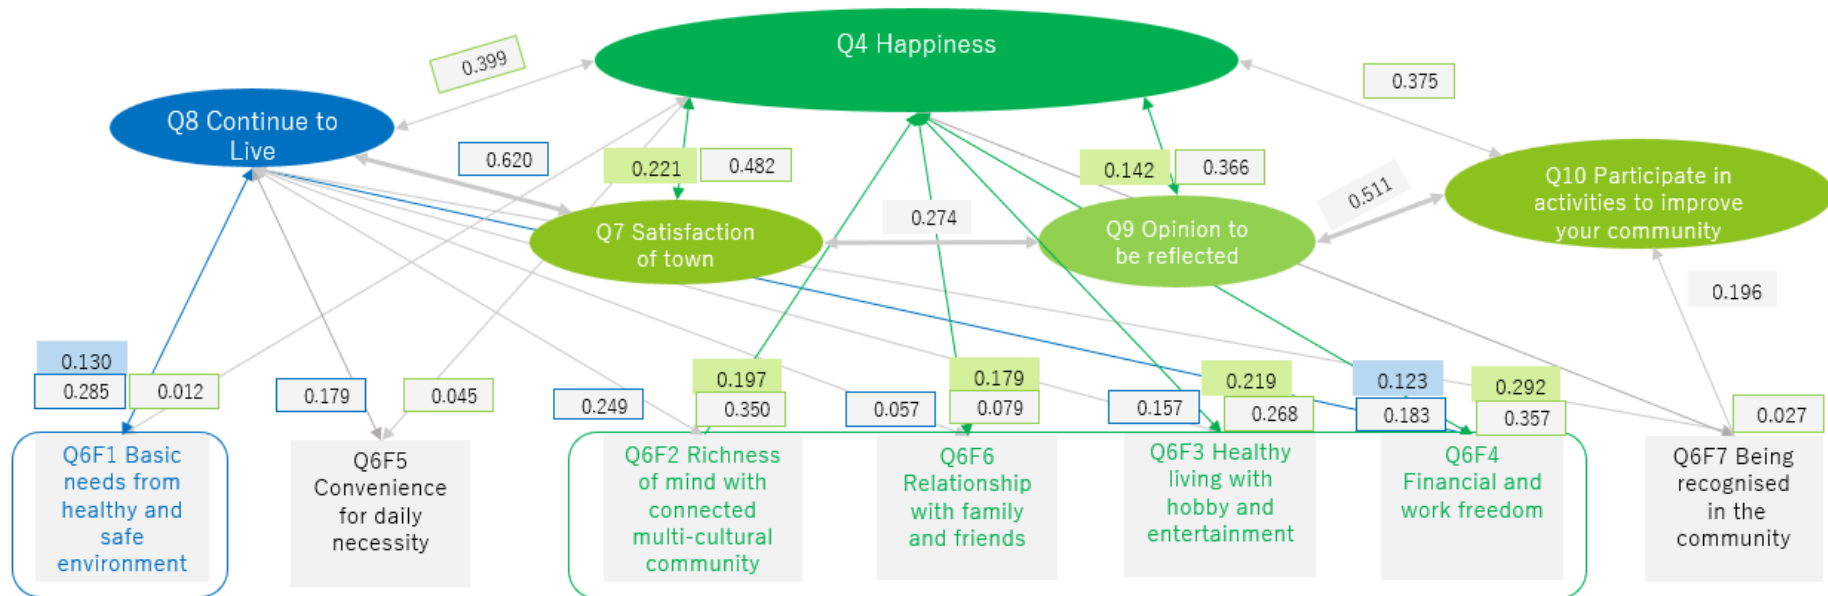 Q4 Happiness
0.399
0.375
Q8 Continue to
Live
0.620
0.221
0.482
0.142
0.366
0.511
Q10 Participate in
activities to improve
your community
Q7 Satisfaction
of town
0.274
Q9 Opinion to
be reflected
0.196
0.130
0.285
0.012
0.179
0.045
0.249
0.197
0.350
0.057
0.179
0.079
0.157
0.219
0.268
0.123
0.183
0.292
0.357
0.027
Q6F1 Basic
needs from
healthy and
safe
environment
Q6F5
Convenience
for daily
necessity
Q6F2 Richness
of mind with
connected
multi-cultural
community
Q6F6
Relationship
with family
and friends
Q6F3 Healthy
living with
hobby and
entertainment
Q6F4
Financial and
work freedom
Q6F7 Being
recognised
in the
community